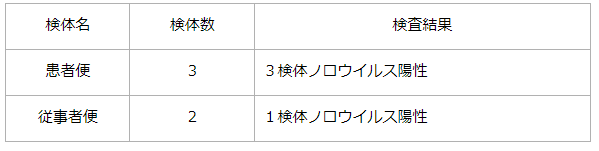 検体名 検体数 検査結果
患者便 3 ３検体ノロウイルス陽性
従事者便 2 １検体ノロウイルス陽性